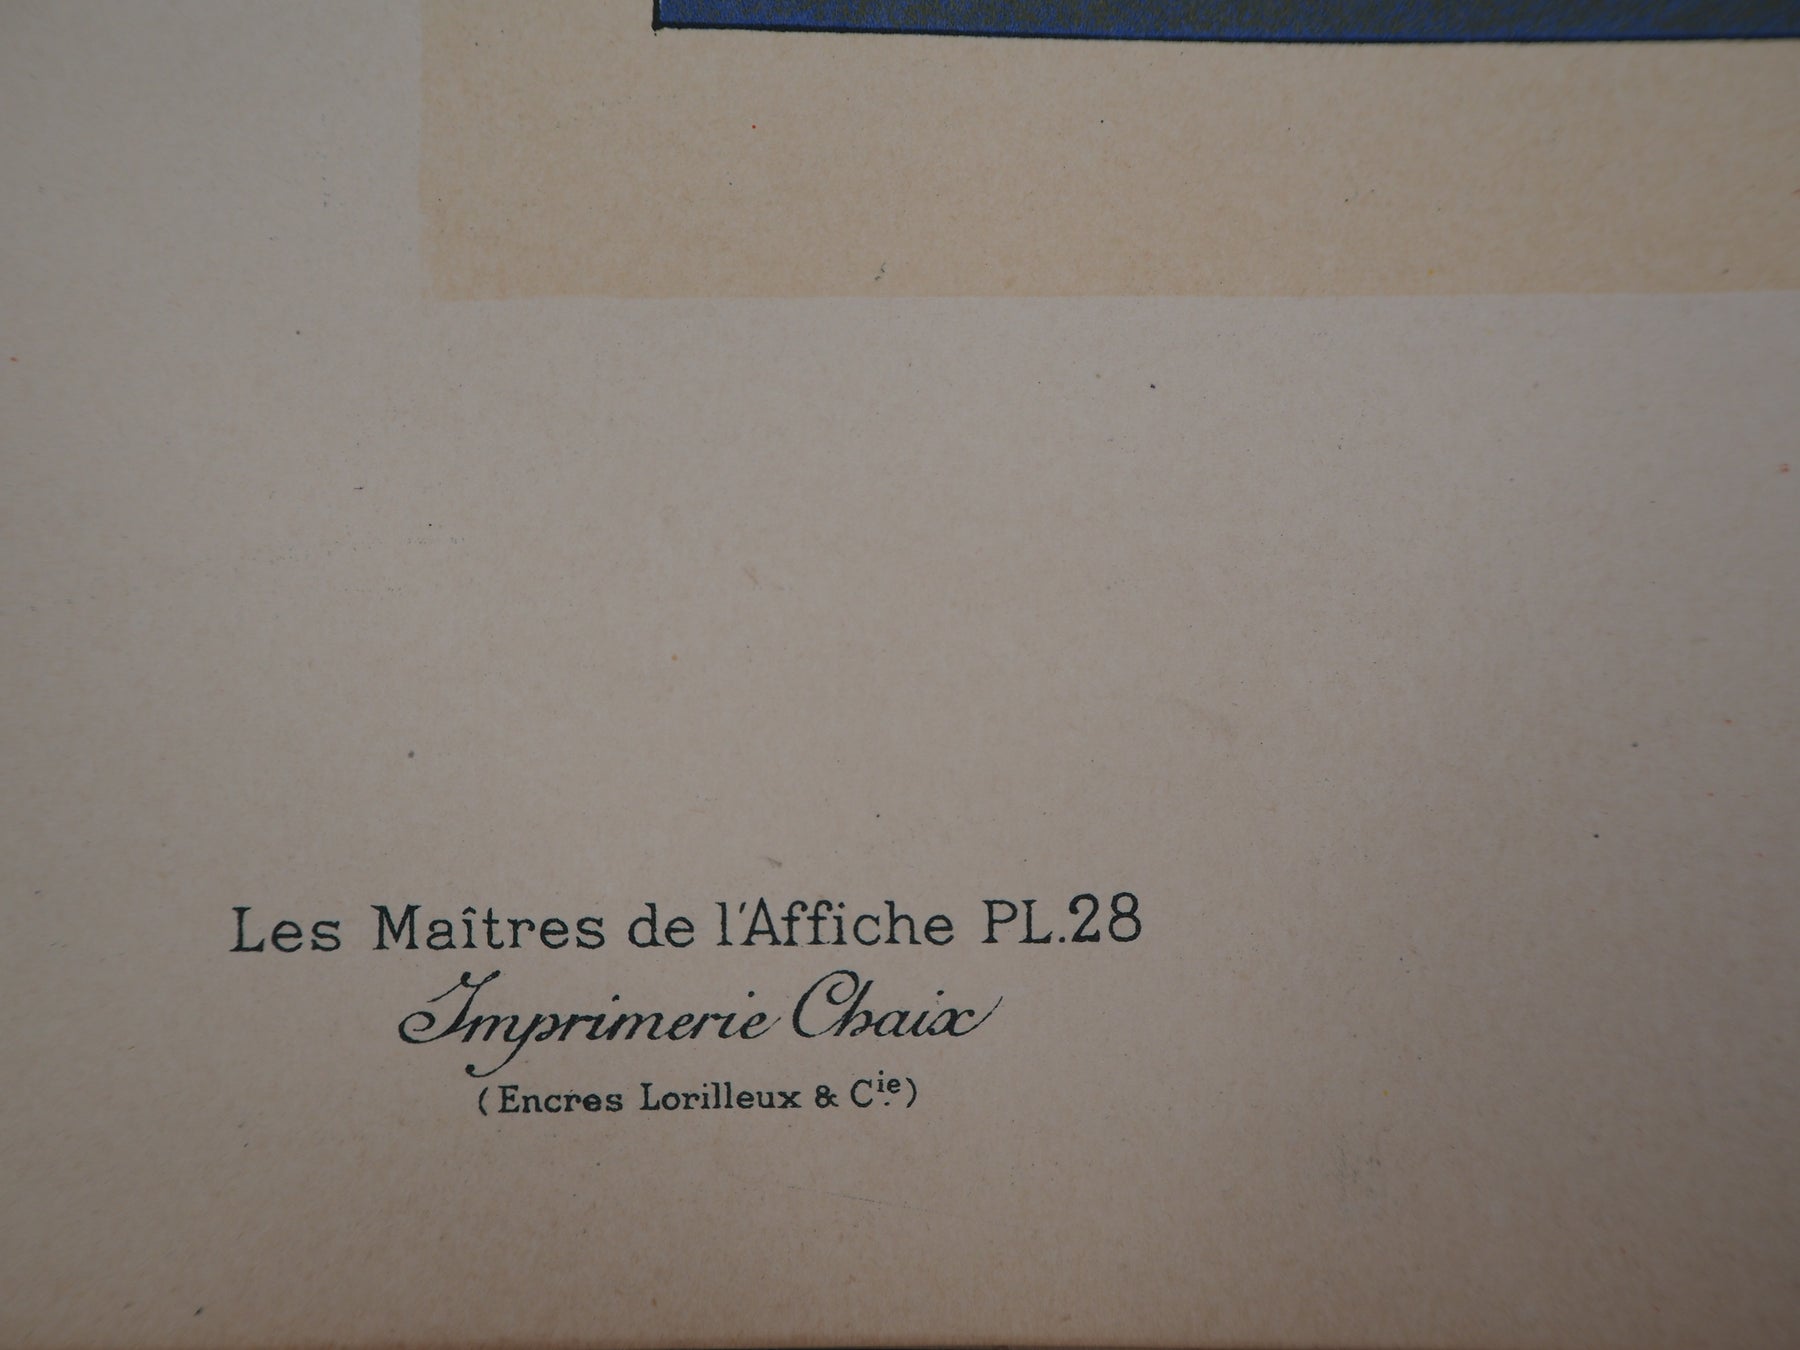 Les Maîtres de l'Affiche PL.28
Imprimerie Chaix
(Encres Lorilleux & Cie)